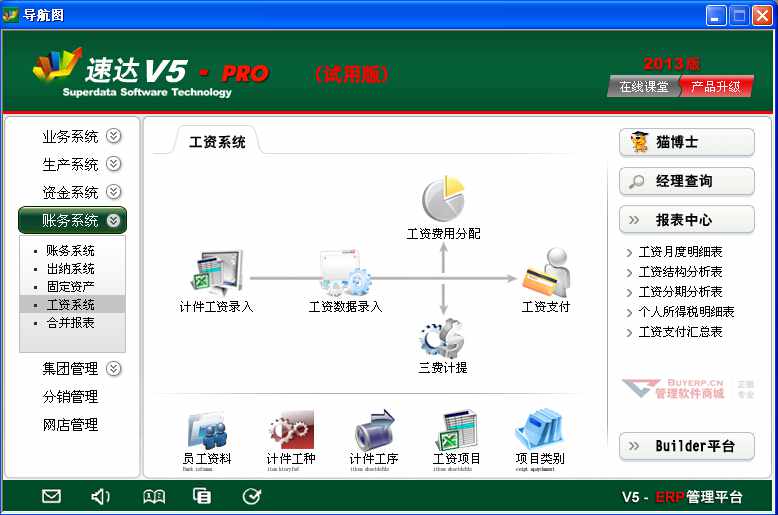 导航图
速达V5 - PRO
(试用版)
Superdata Software Technology
2013版
在线课堂
产品升级
业务系统
生产系统
资金系统
账务系统
账务系统
出纳系统
固定资产
工资系统
合并报表
集团管理
分销管理
网店管理
工资系统
工资费用分配
计件工资录入
工资数据录入
工资支付
三费计提
员工资料
计件工种
计件工序
工资项目
项目类别
猫博士
经理查询
报表中心
工资月度明细表
工资结构分析表
工资分期分析表
个人所得税明细表
工资支付汇总表
BUYERP.CN
管理软件商城
正版
专业
Builder平台
V5 - ERP管理平台